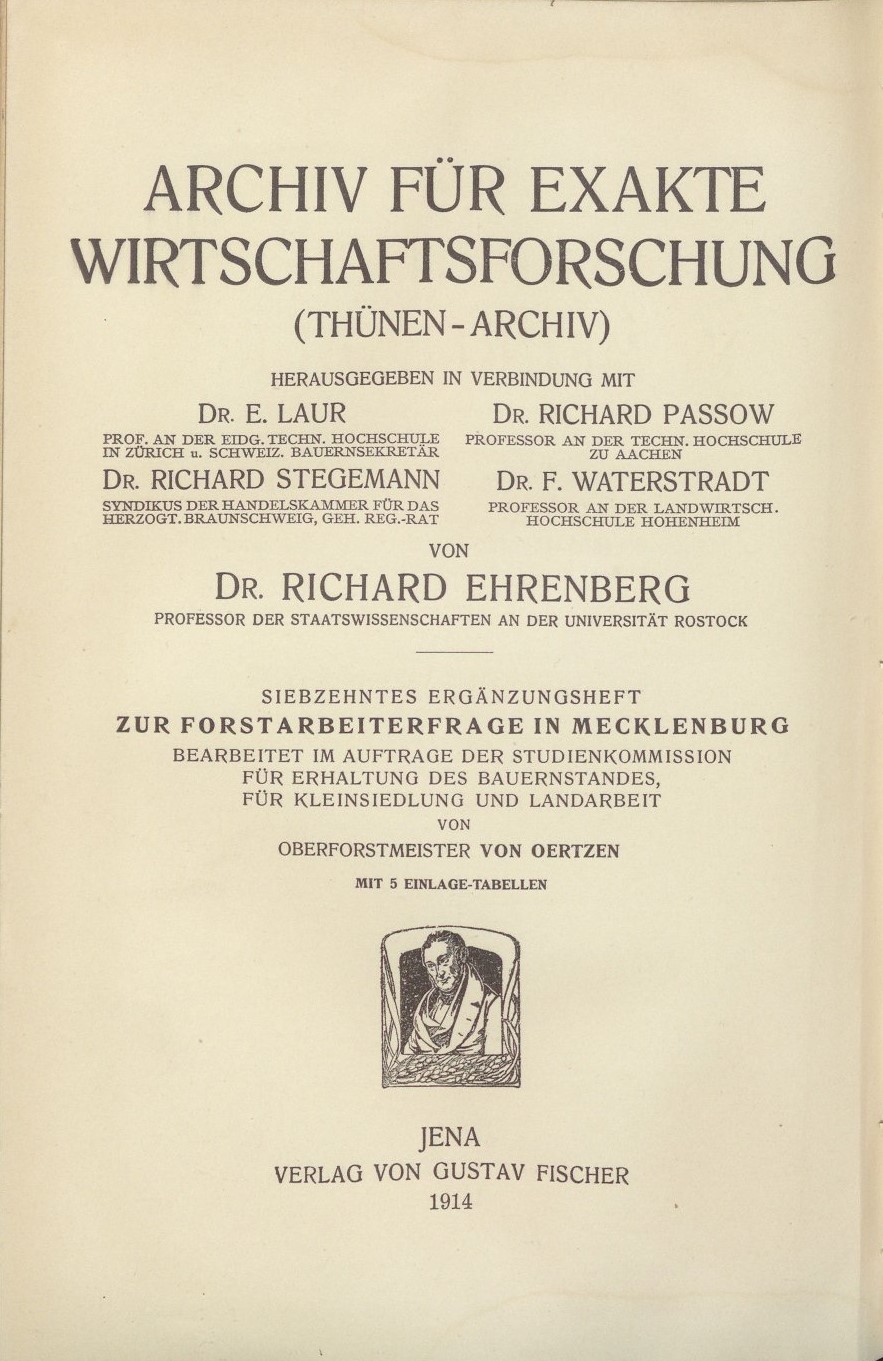 ARCHIV FÜR EXAKTE
WIRTSCHAFTSFORSCHUNG
(THÜNEN-ARCHIV)
HERAUSGEGEBEN IN VERBINDUNG MIT
DR. E. LAUR
PROF. AN DER EIDG. TECHN. HOCHSCHULE
IN ZÜRICH u. SCHWEIZ. BAUERNSEKRETÄR
DR. RICHARD PASSOW
PROFESSOR AN DER TECHN. HOCHSCHULE
ZU AACHEN
DR. RICHARD STEGEMANN
SYNDIKUS DER HANDELSKAMMER FÜR DAS
HERZOGT. BRAUNSCHWEIG, GEH. REG.-RAT
DR. F. WATERSTRADT
PROFESSOR AN DER LANDWIRTSCH.
HOCHSCHULE HOHENHEIM
VON
DR. RICHARD EHRENBERG
PROFESSOR DER STAATSWISSENSCHAFTEN AN DER UNIVERSITÄT ROSTOCK
SIEBZEHNTES ERGÄNZUNGSHEFT
ZUR FORSTARBEITERFRAGE IN MECKLENBURG
BEARBEITET IM AUFTRAGE DER STUDIENKOMMISSION
FÜR ERHALTUNG DES BAUERNSTANDES,
FÜR KLEINSIEDLUNG UND LANDARBEIT
VON
OBERFORSTMEISTER VON OERTZEN
MIT 5 EINLAGE-TABELLEN
JENA
VERLAG VON GUSTAV FISCHER
1914